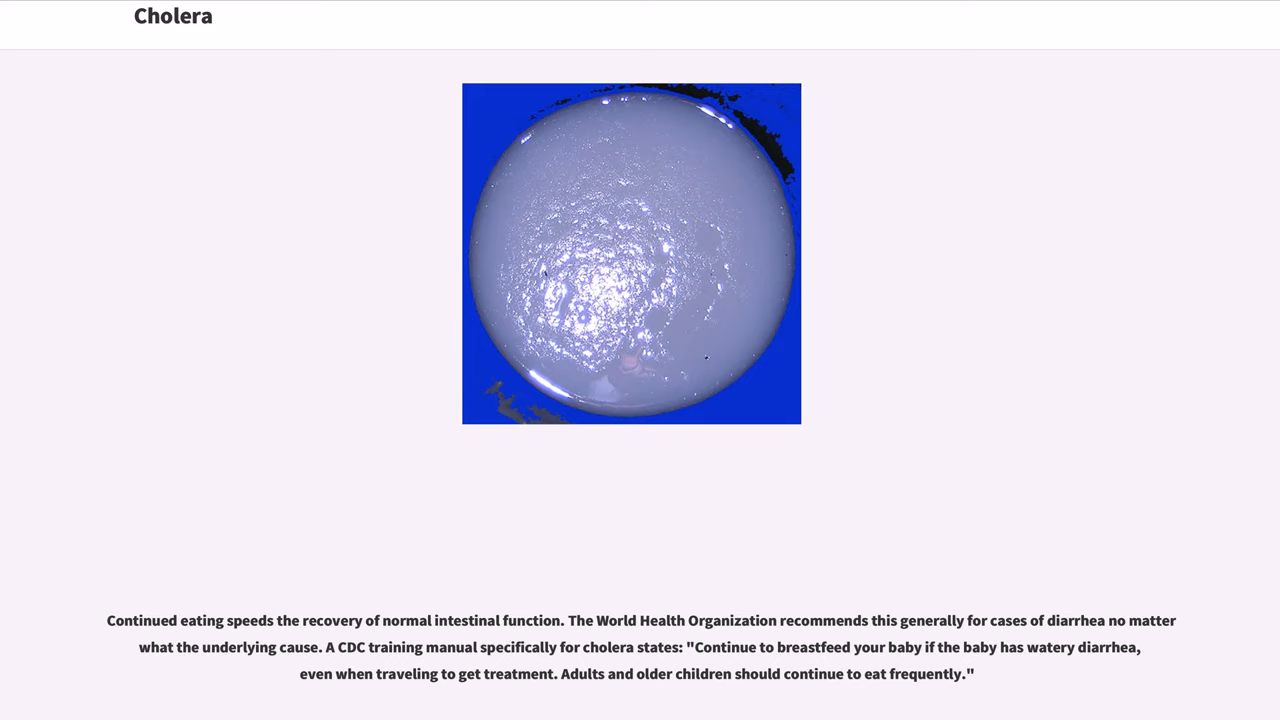 Cholera
Continued eating speeds the recovery of normal intestinal function. The World Health Organization recommends this generally for cases of diarrhea no matter
what the underlying cause. A CDC training manual specifically for cholera states: "Continue to breastfeed your baby if the baby has watery diarrhea,
even when traveling to get treatment. Adults and older children should continue to eat frequently."